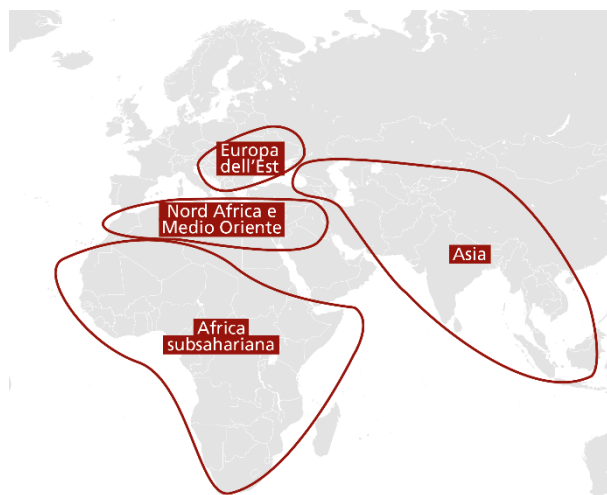 Europa
dell'Est
Nord Africa e
Medio Oriente
Asia
Africa
subsahariana